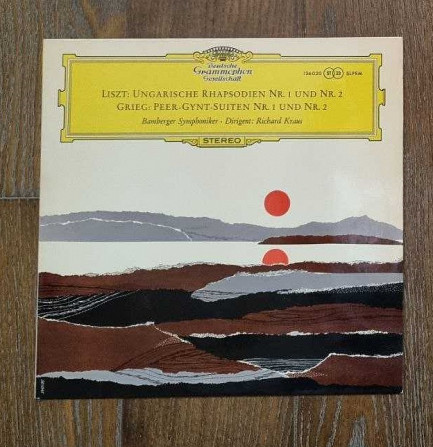 Deutsche
Grammophon
Gesellschaft
LISZT: UNGARISCHE RHAPSODIEN NR. 1 UND NR. 2
GRIEG: PEER-GYNT-SUITEN NR. 1 UND NR. 2
Bamberger Symphoniker · Dirigent: Richard Kraus
STEREO